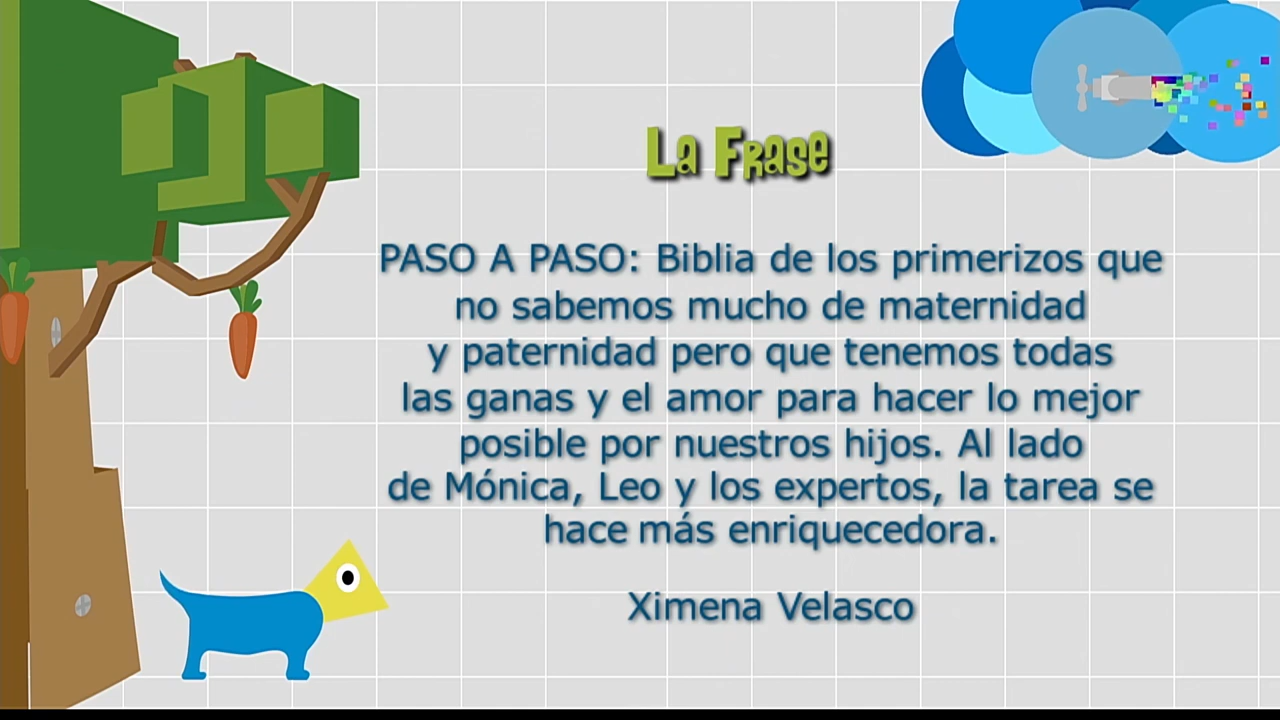 La Frase
PASO A PASO: Biblia de los primerizos que
no sabemos mucho de maternidad
y paternidad pero que tenemos todas
las ganas y el amor para hacer lo mejor
posible por nuestros hijos. Al lado
de Mónica, Leo y los expertos, la tarea se
hace más enriquecedora.
Ximena Velasco